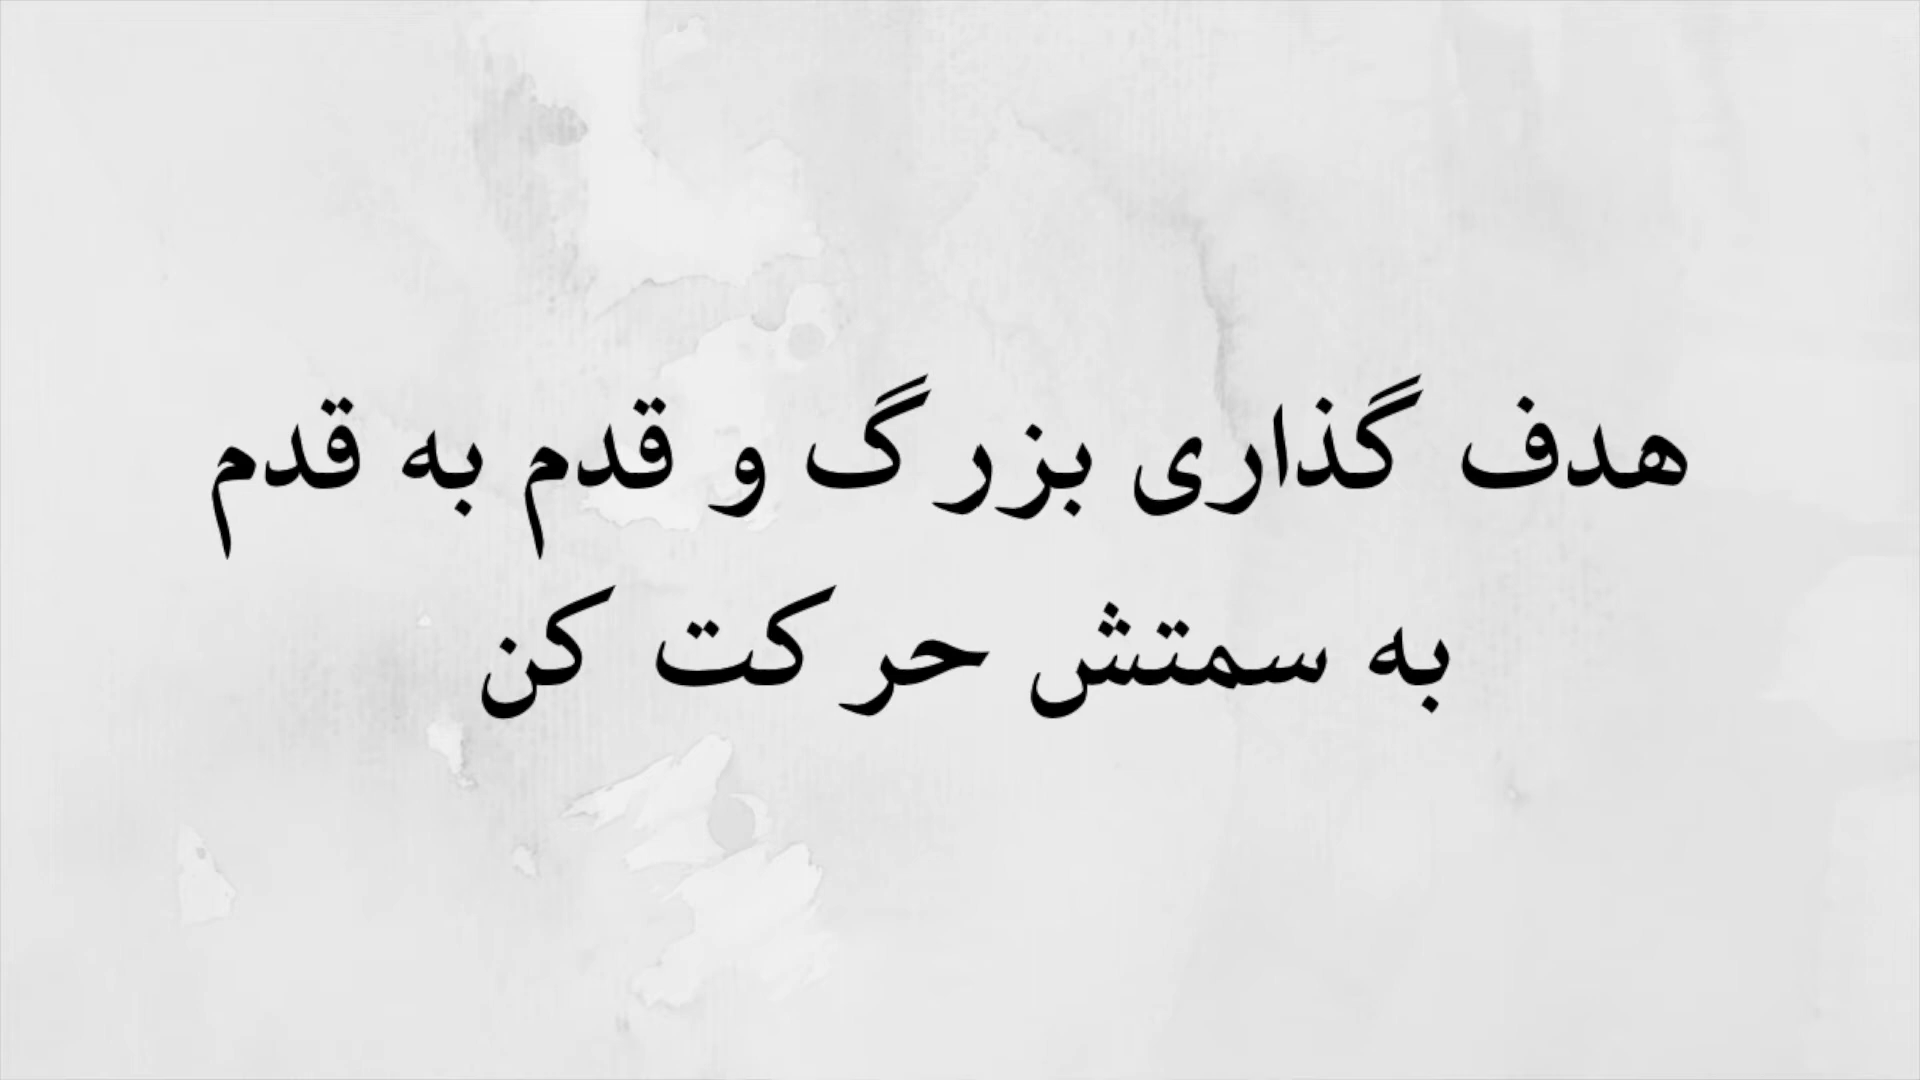 هدف گذاری بزرگ و قدم به قدم
به سمتش حرکت کن